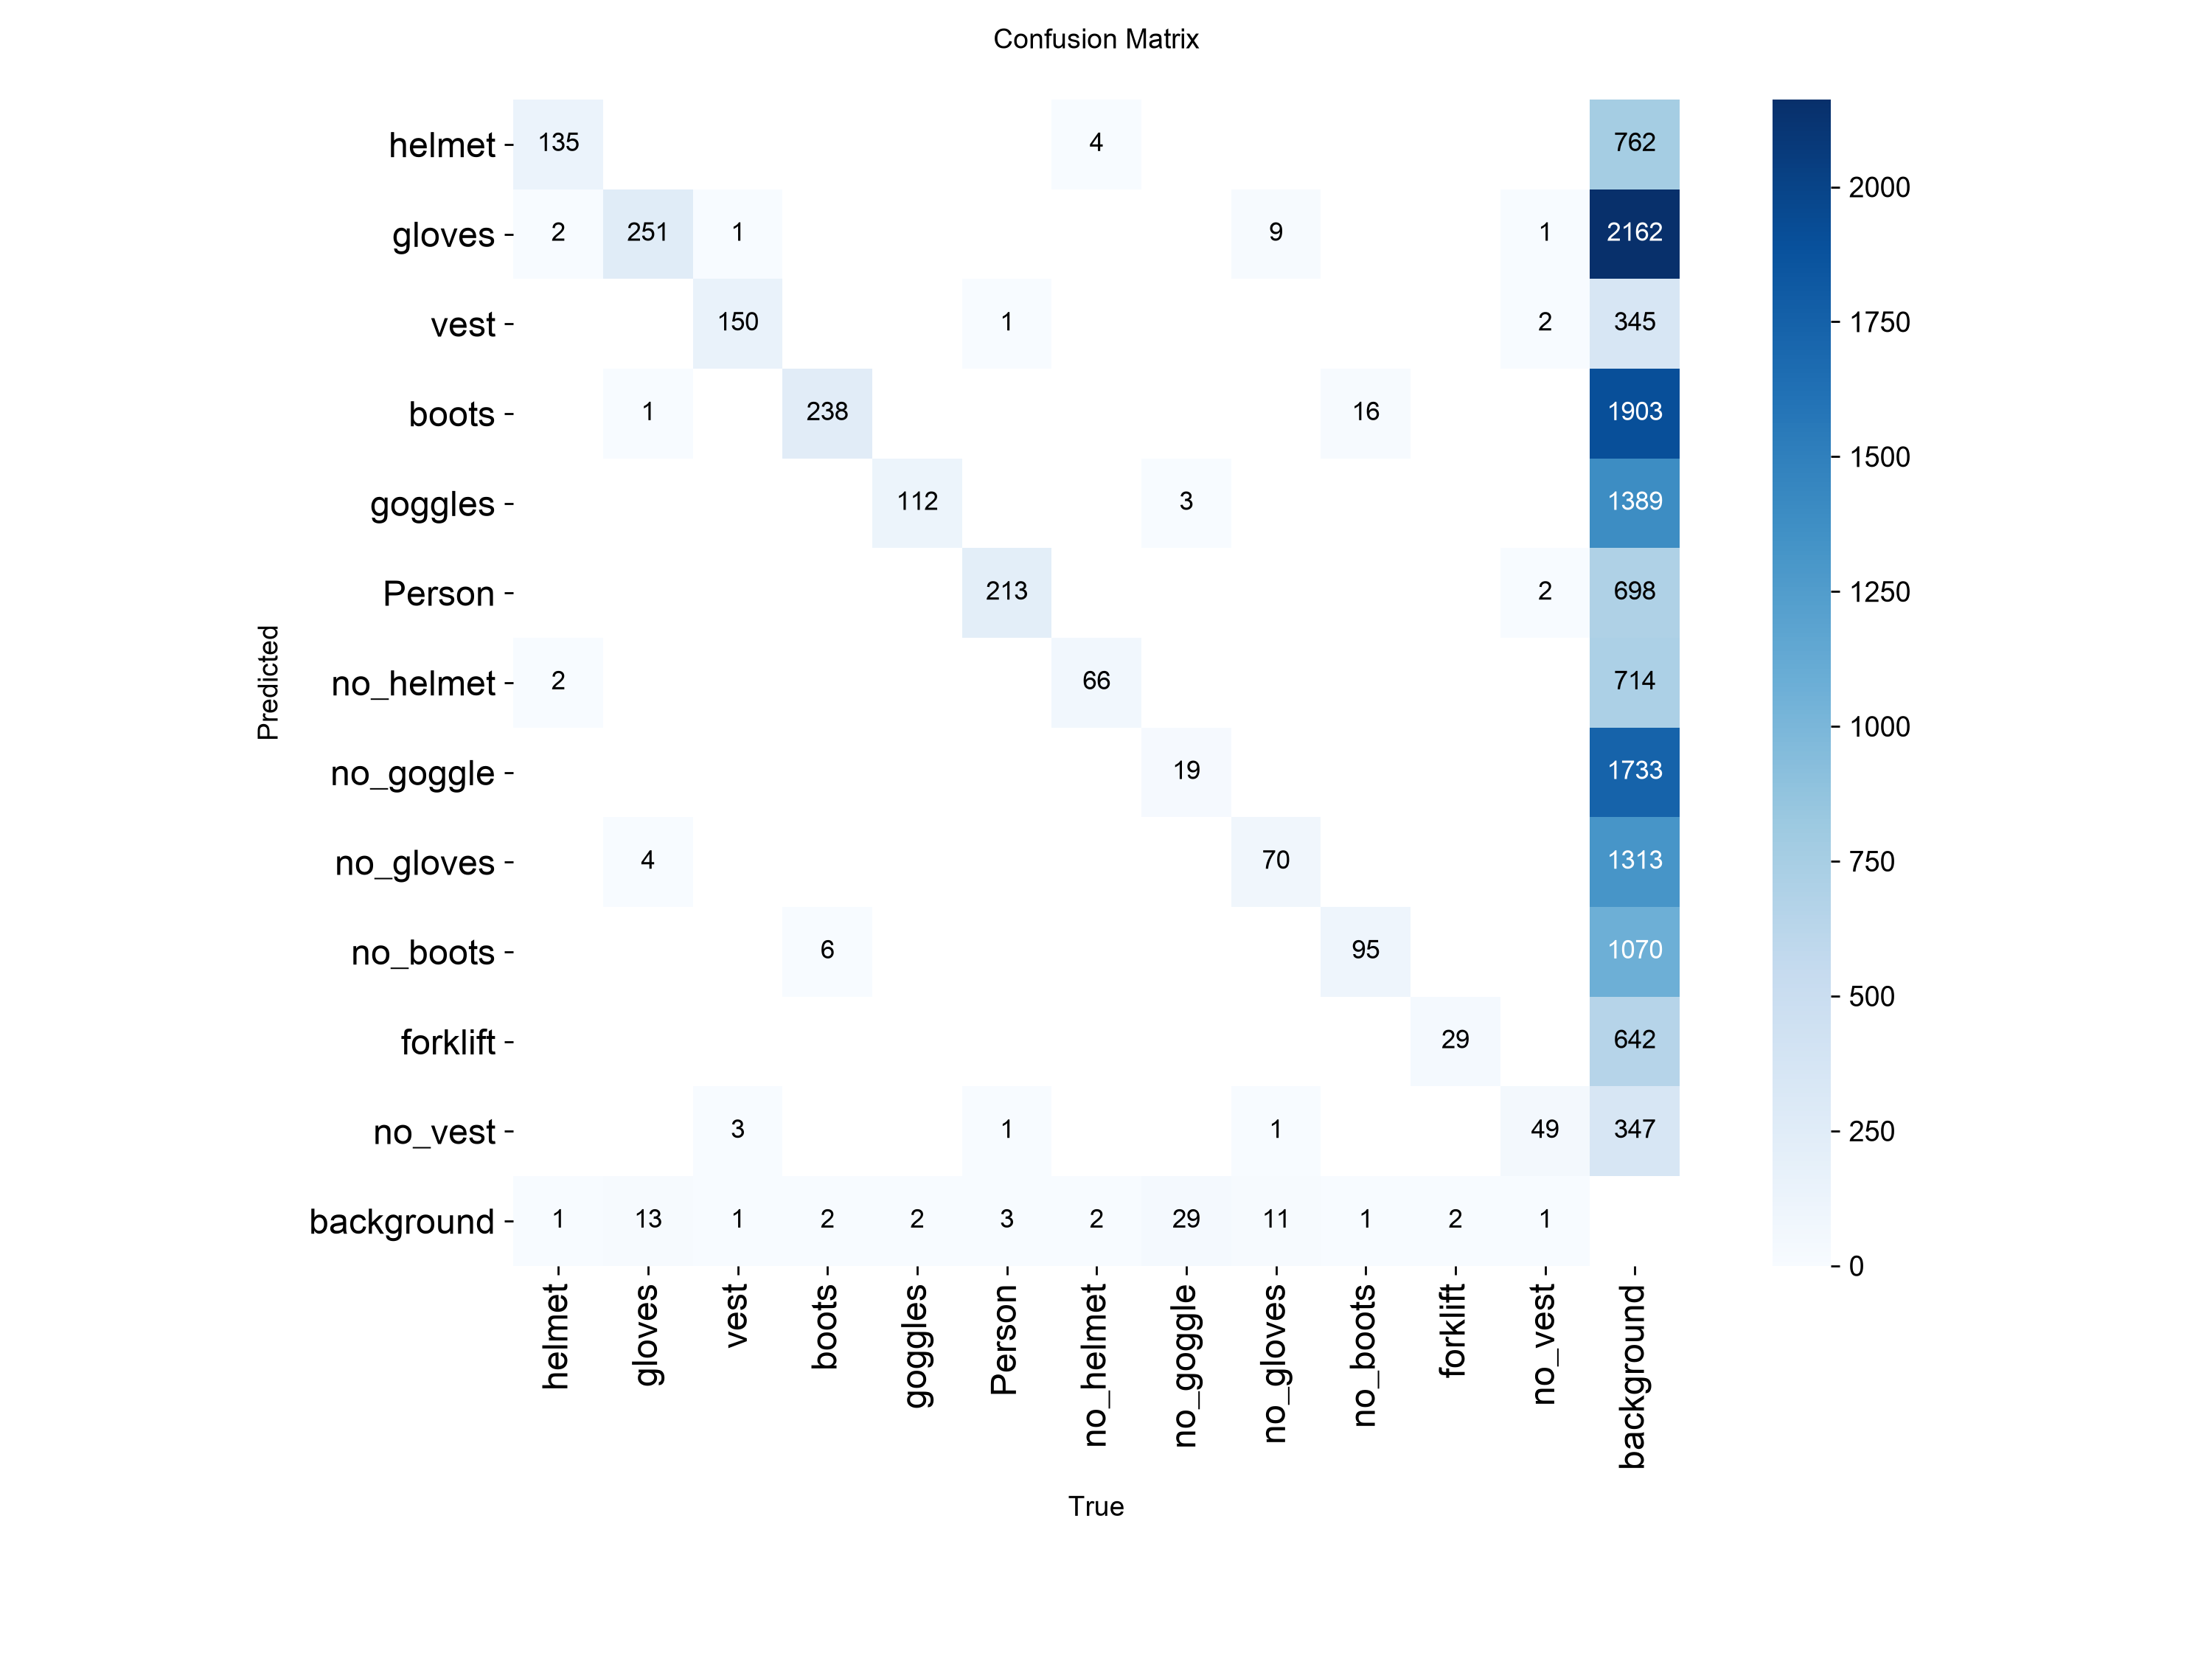 Confusion Matrix
helmet 135 4 762
gloves 2 251 1 9 1 2162
vest 150 1 2 345
boots 1 238 16 1903
goggles 112 3 1389
Person 213 2 698
no_helmet 2 66 714
no_goggle 19 1733
no_gloves 4 70 1313
no_boots 6 95 1070
forklift 29 642
no_vest 3 1 1 49 347
background 1 13 1 2 2 3 2 29 11 1 2 1
Predicted
helmet gloves vest boots goggles Person no_helmet no_goggle no_gloves no_boots forklift no_vest background
True
2000
1750
1500
1250
1000
750
500
250
0